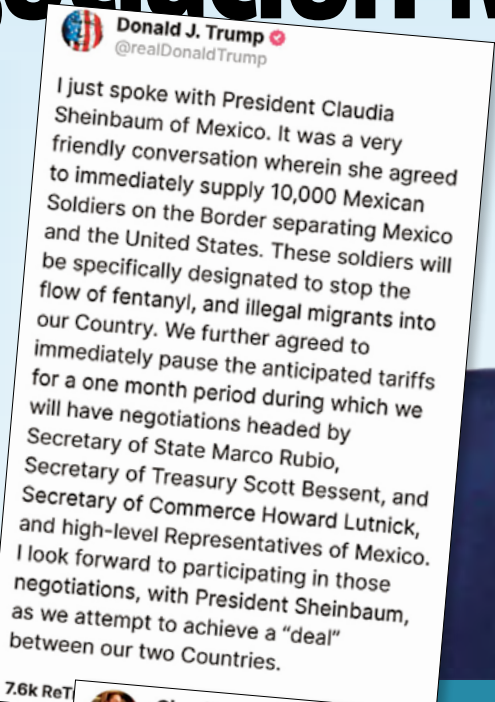 Donald J. Trump
@realDonaldTrump
I just spoke with President Claudia
Sheinbaum of Mexico. It was a very
friendly conversation wherein she agreed
to immediately supply 10,000 Mexican
Soldiers on the Border separating Mexico
and the United States. These soldiers will
be specifically designated to stop the
flow of fentanyl, and illegal migrants into
our Country. We further agreed to
immediately pause the anticipated tariffs
for a one month period during which we
will have negotiations headed by
Secretary of State Marco Rubio,
Secretary of Treasury Scott Bessent, and
Secretary of Commerce Howard Lutnick,
and high-level Representatives of Mexico.
I look forward to participating in those
negotiations, with President Sheinbaum,
as we attempt to achieve a “deal”
between our two Countries.
7.6k ReT